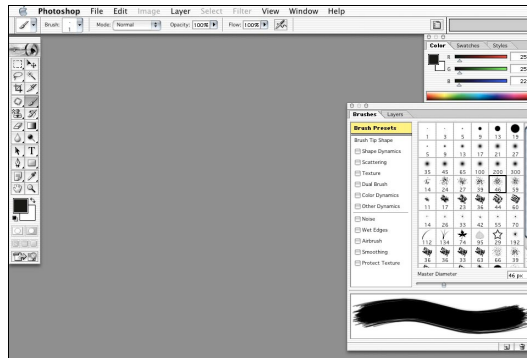 Photoshop File Edit Image Layer Select Filter View Window Help
Brush: Mode: Normal Opacity: 100% Flow: 100%
Color Swatches Styles
R 25
G 25
B 22
Brushes Layers
Brush Presets
Brush Tip Shape
Shape Dynamics
Scattering
Texture
Dual Brush
Color Dynamics
Other Dynamics
Noise
Wet Edges
Airbrush
Smoothing
Protect Texture
1 3 5 9 13 19
5 9 13 17 21 27
35 45 65 100 200 300
14 24 27 39 46 59
11 17 23 36 44 60
14 26 33 42 55 70
112 134 74 95 29 192
36 36 33 63 66 39
Master Diameter 46 px